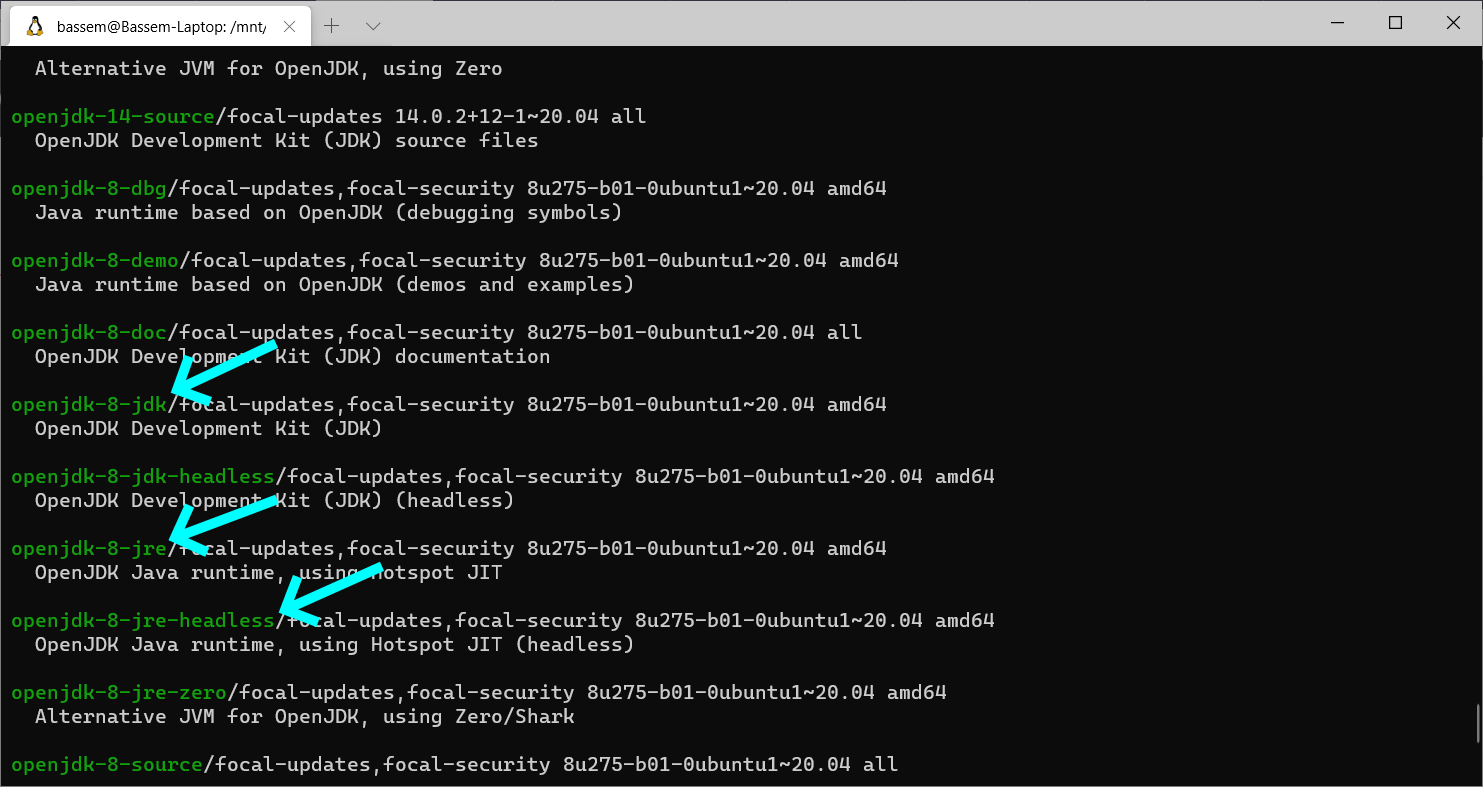 bassem@Bassem-Laptop: /mnt/
Alternative JVM for OpenJDK, using Zero
openjdk-14-source/focal-updates 14.0.2+12-1~20.04 all
OpenJDK Development Kit (JDK) source files
openjdk-8-dbg/focal-updates,focal-security 8u275-b01-0ubuntu1~20.04 amd64
Java runtime based on OpenJDK (debugging symbols)
openjdk-8-demo/focal-updates,focal-security 8u275-b01-0ubuntu1~20.04 amd64
Java runtime based on OpenJDK (demos and examples)
openjdk-8-doc/focal-updates,focal-security 8u275-b01-0ubuntu1~20.04 all
OpenJDK Development Kit (JDK) documentation
openjdk-8-jdk/focal-updates,focal-security 8u275-b01-0ubuntu1~20.04 amd64
OpenJDK Development Kit (JDK)
openjdk-8-jdk-headless/focal-updates,focal-security 8u275-b01-0ubuntu1~20.04 amd64
OpenJDK Development Kit (JDK) (headless)
openjdk-8-jre/focal-updates,focal-security 8u275-b01-0ubuntu1~20.04 amd64
OpenJDK Java runtime, using Hotspot JIT
openjdk-8-jre-headless/focal-updates,focal-security 8u275-b01-0ubuntu1~20.04 amd64
OpenJDK Java runtime, using Hotspot JIT (headless)
openjdk-8-jre-zero/focal-updates,focal-security 8u275-b01-0ubuntu1~20.04 amd64
Alternative JVM for OpenJDK, using Zero/Shark
openjdk-8-source/focal-updates,focal-security 8u275-b01-0ubuntu1~20.04 all